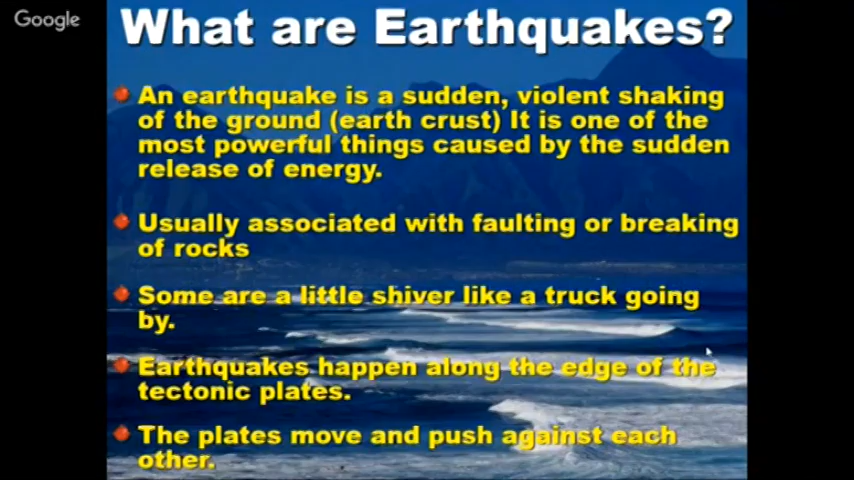 Google
What are Earthquakes?
An earthquake is a sudden, violent shaking
of the ground (earth crust) It is one of the
most powerful things caused by the sudden
release of energy.
Usually associated with faulting or breaking
of rocks
Some are a little shiver like a truck going
by.
Earthquakes happen along the edge of the
tectonic plates.
The plates move and push against each
other.